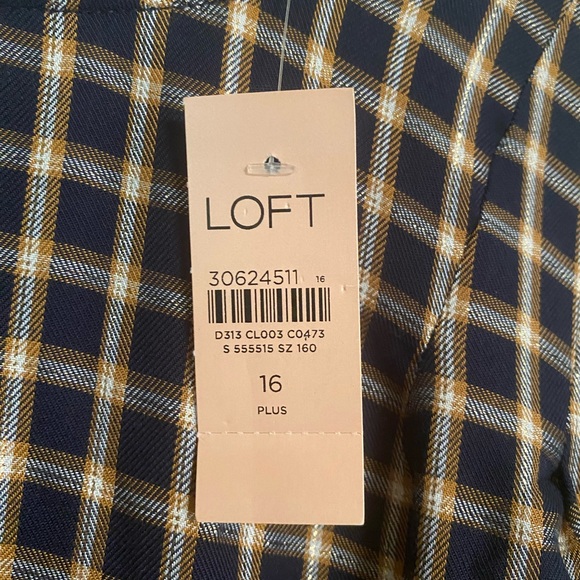 LOFT
30624511 16
D313 CL003 C0473
S 555515 SZ 160
16
PLUS